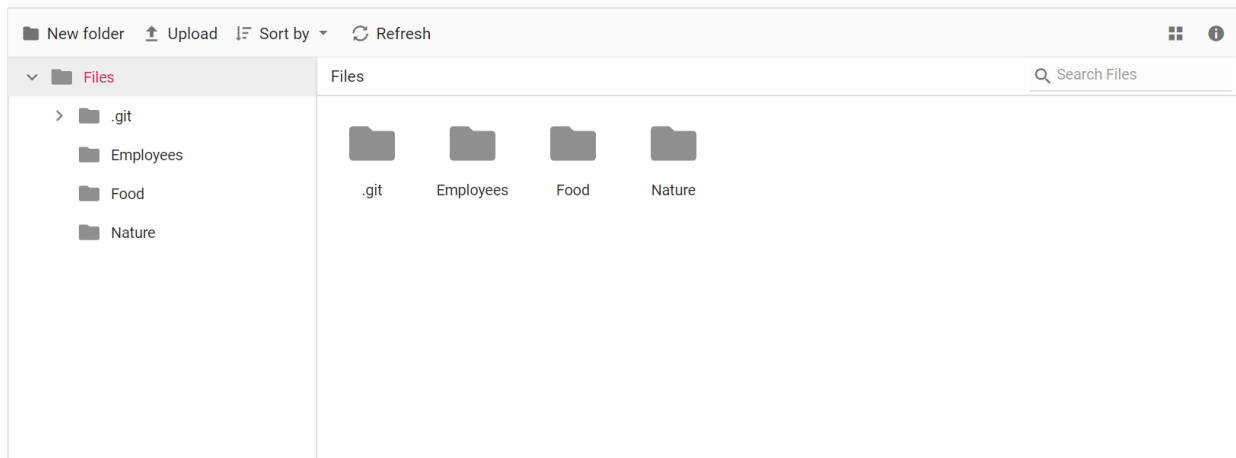 New folder Upload Sort by Refresh
Files
.git
Employees
Food
Nature
Files Search Files
.git Employees Food Nature